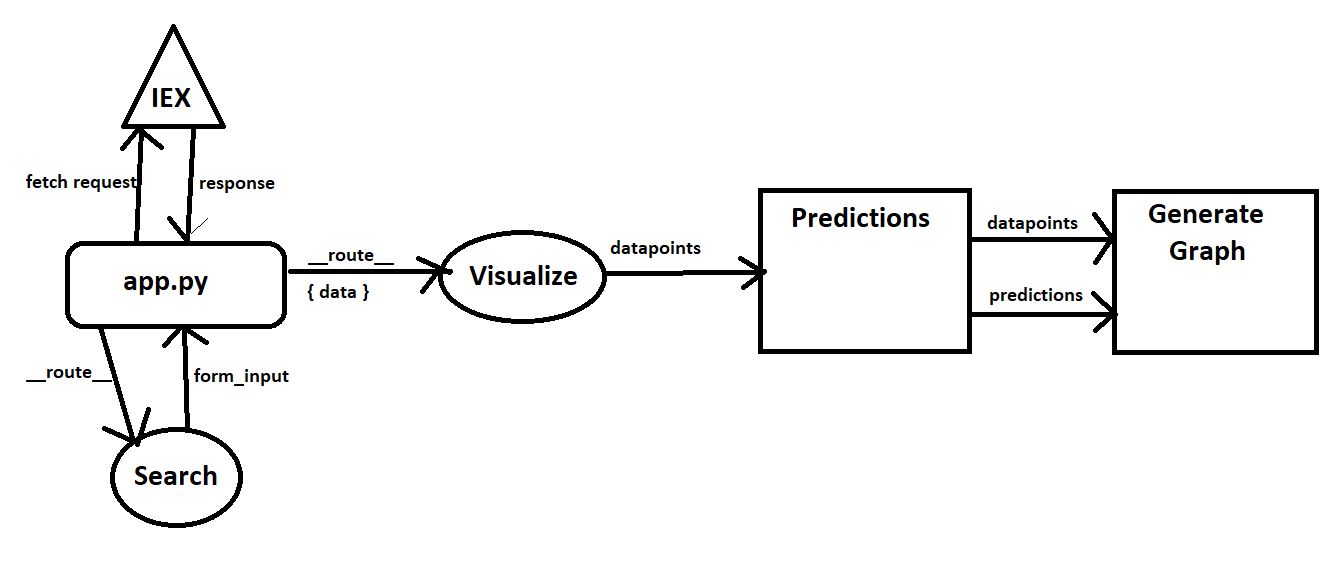 IEX
fetch request
response
app.py
__route__
{ data }
Visualize
datapoints
Predictions
datapoints
predictions
Generate
Graph
__route__
form_input
Search